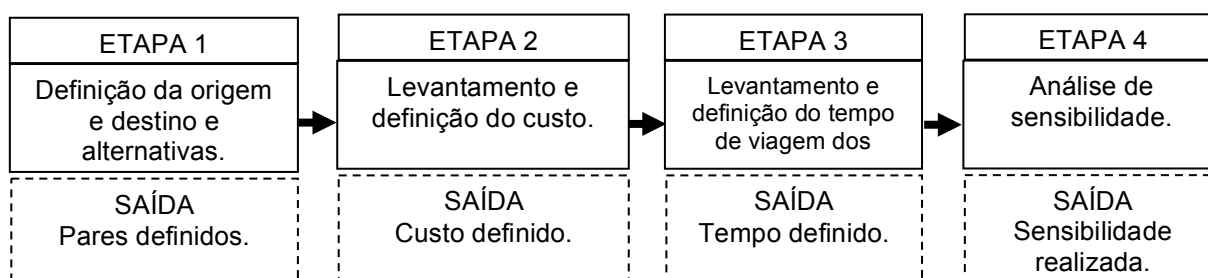 ETAPA 1
Definição da origem
e destino e
alternativas.
SAÍDA
Pares definidos.
ETAPA 2
Levantamento e
definição do custo.
SAÍDA
Custo definido.
ETAPA 3
Levantamento e
definição do tempo
de viagem dos
SAÍDA
Tempo definido.
ETAPA 4
Análise de
sensibilidade.
SAÍDA
Sensibilidade
realizada.